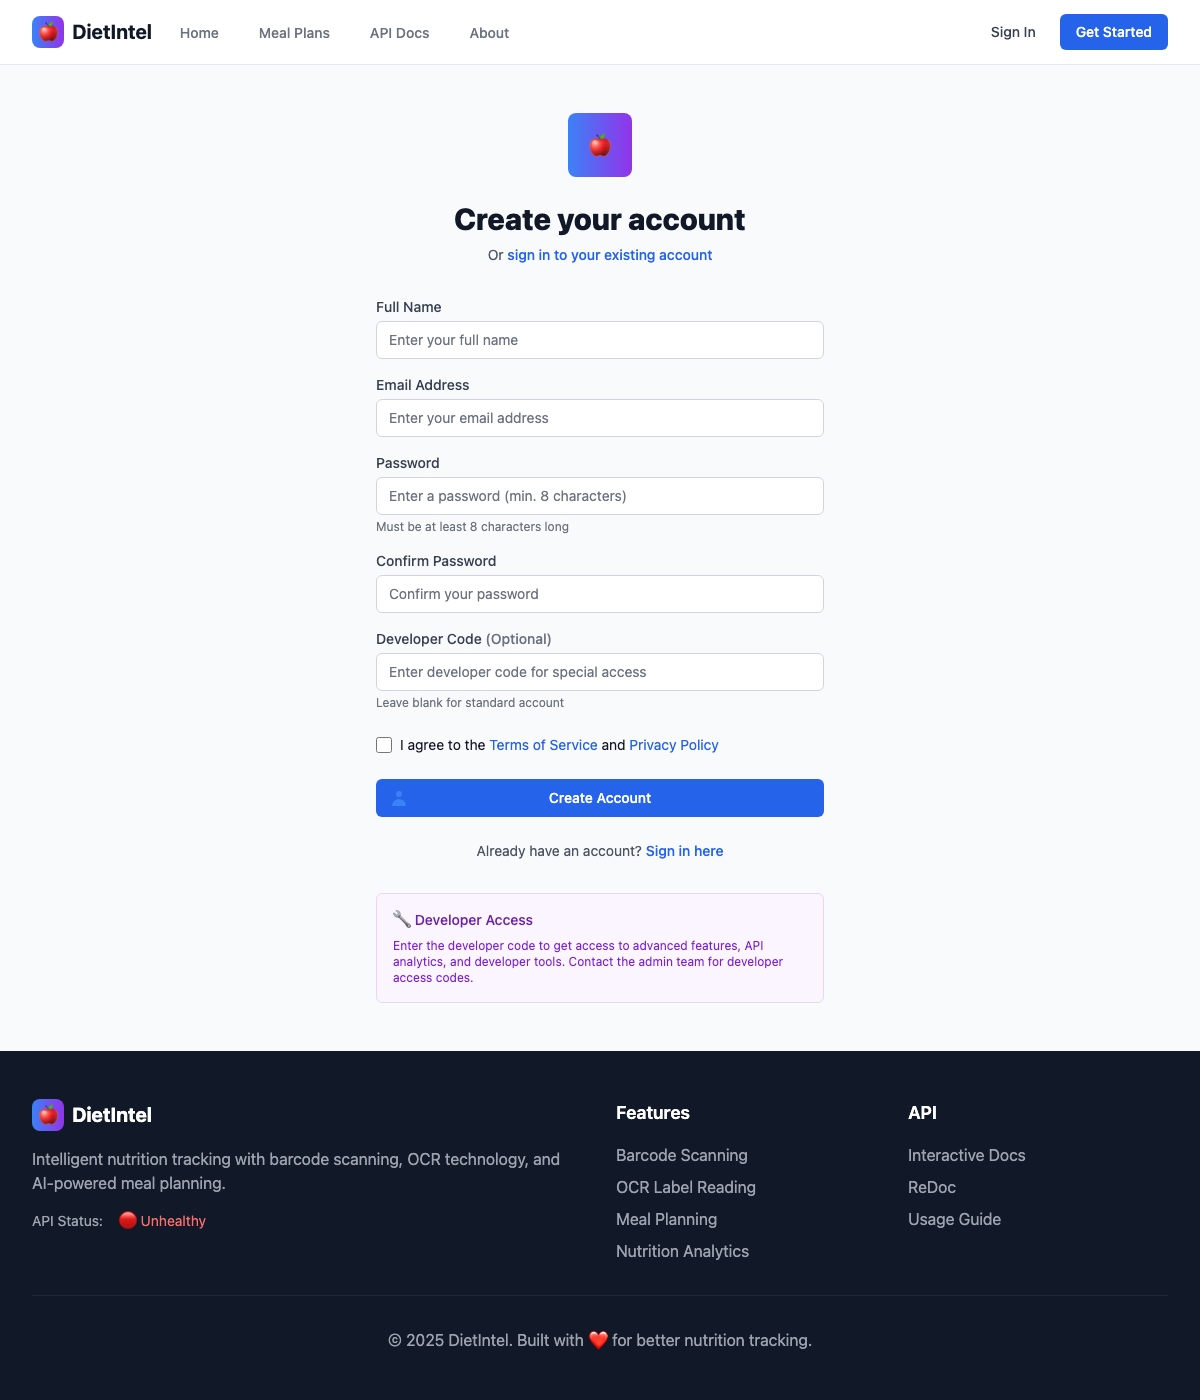 DietIntel
Home
Meal Plans
API Docs
About
Sign In
Get Started
Create your account
Or sign in to your existing account
Full Name
Enter your full name
Email Address
Enter your email address
Password
Enter a password (min. 8 characters)
Must be at least 8 characters long
Confirm Password
Confirm your password
Developer Code (Optional)
Enter developer code for special access
Leave blank for standard account
I agree to the Terms of Service and Privacy Policy
Create Account
Already have an account? Sign in here
Developer Access
Enter the developer code to get access to advanced features, API
analytics, and developer tools. Contact the admin team for developer
access codes.
DietIntel
Intelligent nutrition tracking with barcode scanning, OCR technology, and
AI-powered meal planning.
API Status: Unhealthy
Features
Barcode Scanning
OCR Label Reading
Meal Planning
Nutrition Analytics
API
Interactive Docs
ReDoc
Usage Guide
© 2025 DietIntel. Built with ❤️ for better nutrition tracking.